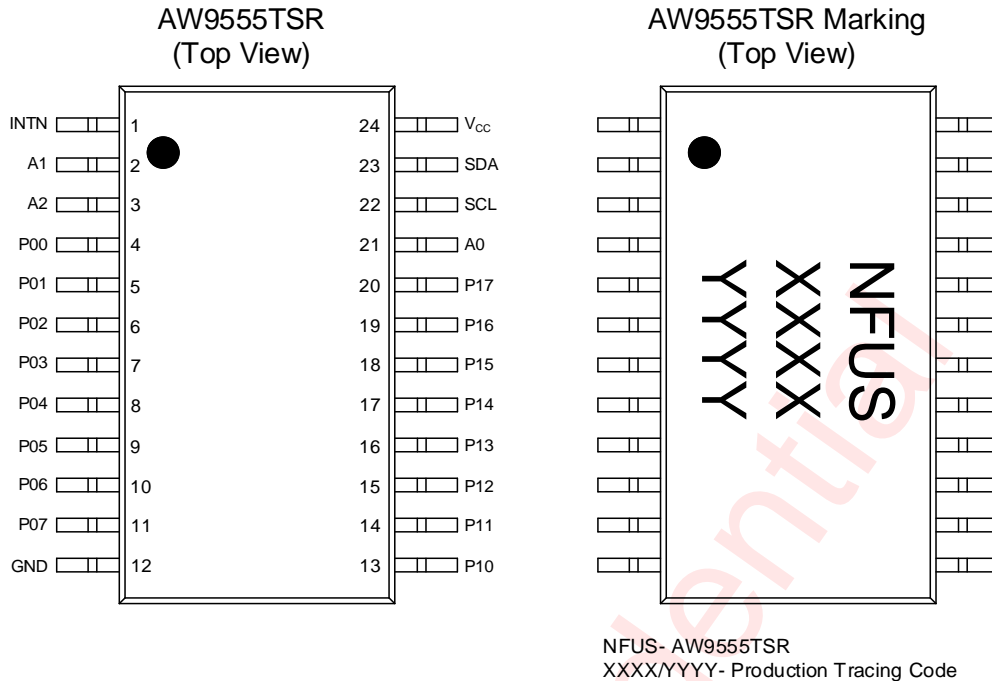 AW9555TSR
(Top View)
INTN 1 24 VCC
A1 2 23 SDA
A2 3 22 SCL
P00 4 21 A0
P01 5 20 P17
P02 6 19 P16
P03 7 18 P15
P04 8 17 P14
P05 9 16 P13
P06 10 15 P12
P07 11 14 P11
GND 12 13 P10
AW9555TSR Marking
(Top View)
NFUS
XXXX
YYYY
NFUS- AW9555TSR
XXXX/YYYY- Production Tracing Code
dential